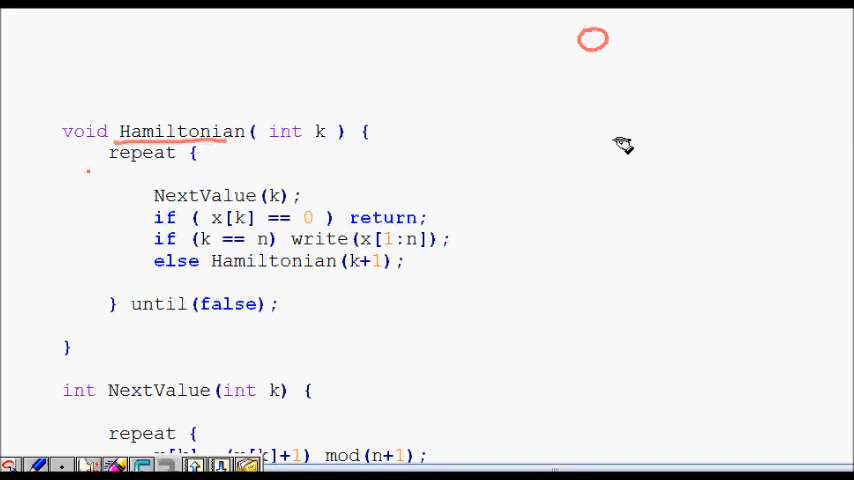 void Hamiltonian( int k ) {
repeat {
NextValue(k);
if ( x[k] == 0 ) return;
if (k == n) write(x[1:n]);
else Hamiltonian(k+1);
} until(false);
}
int NextValue(int k) {
repeat {
x[k] = (x[k]+1) mod(n+1);